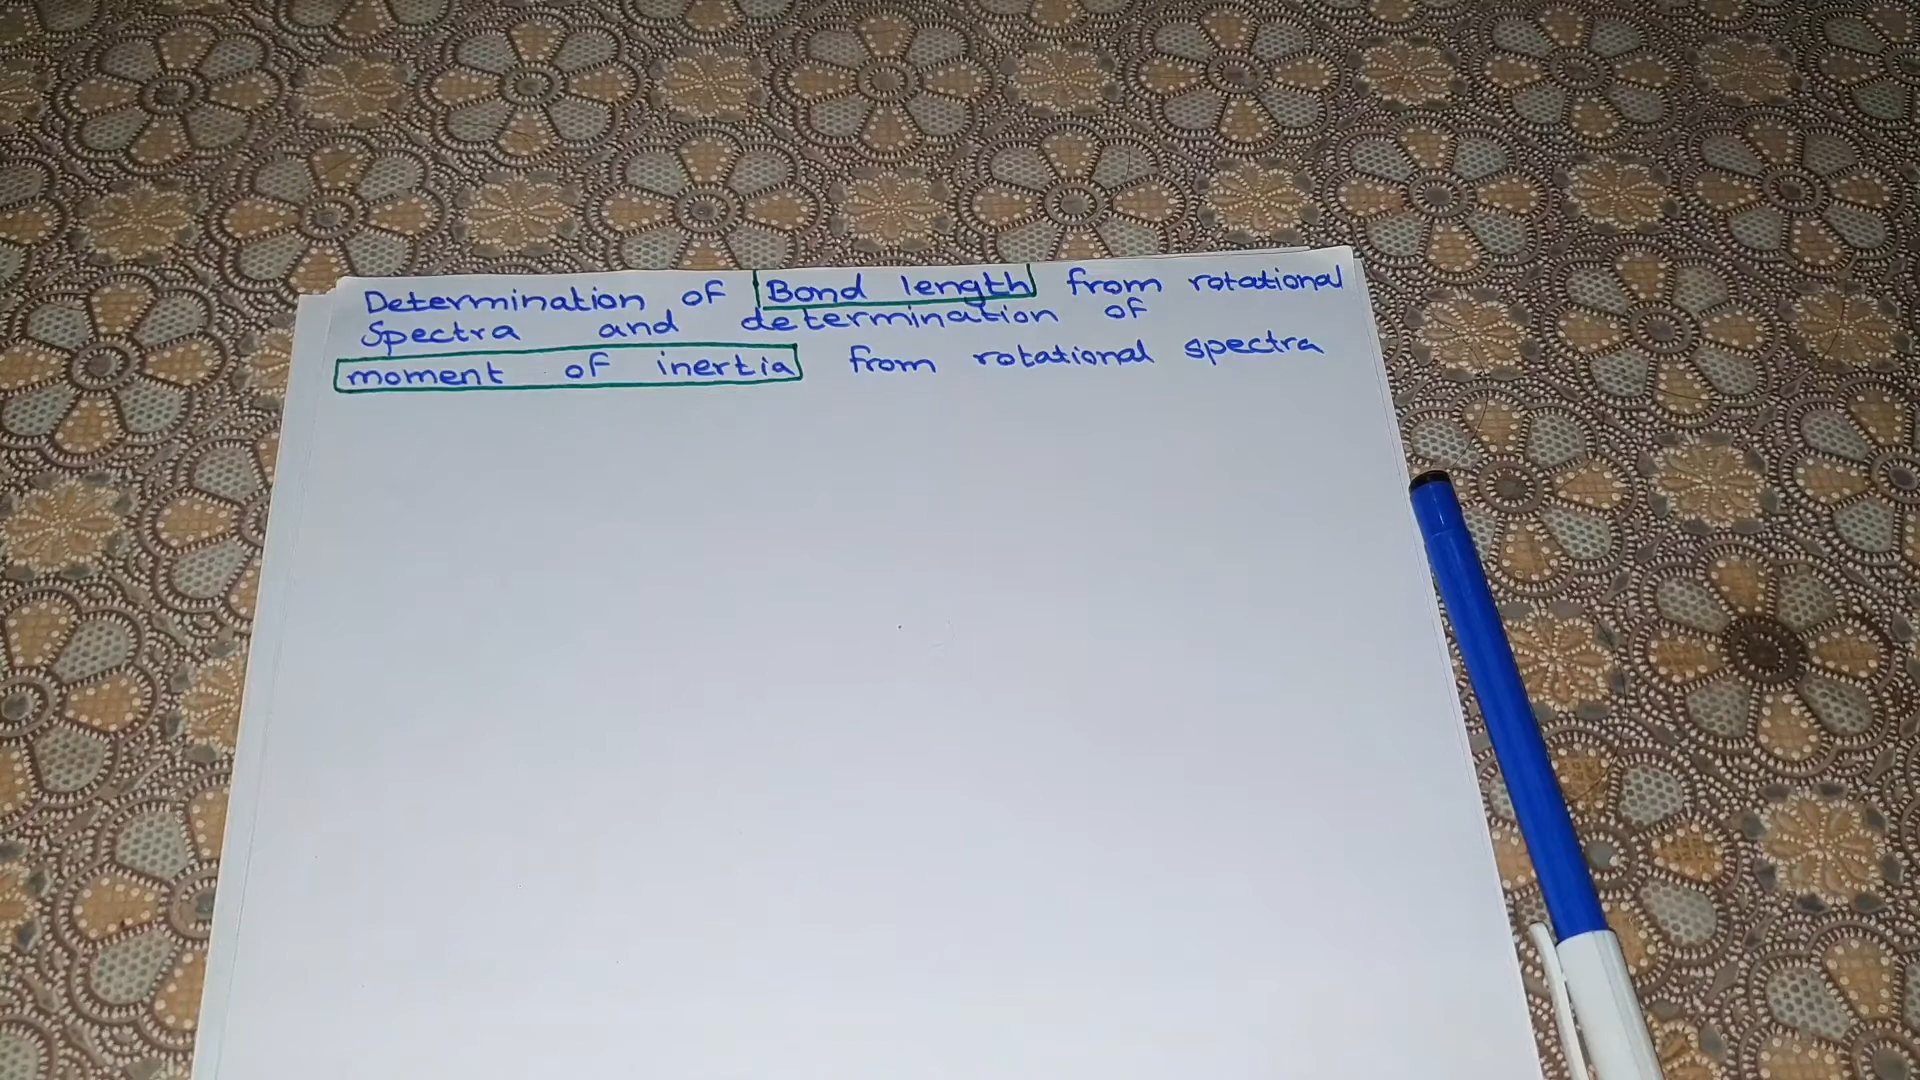 Determination of Bond length from rotational
Spectra and determination of
moment of inertia from rotational spectra